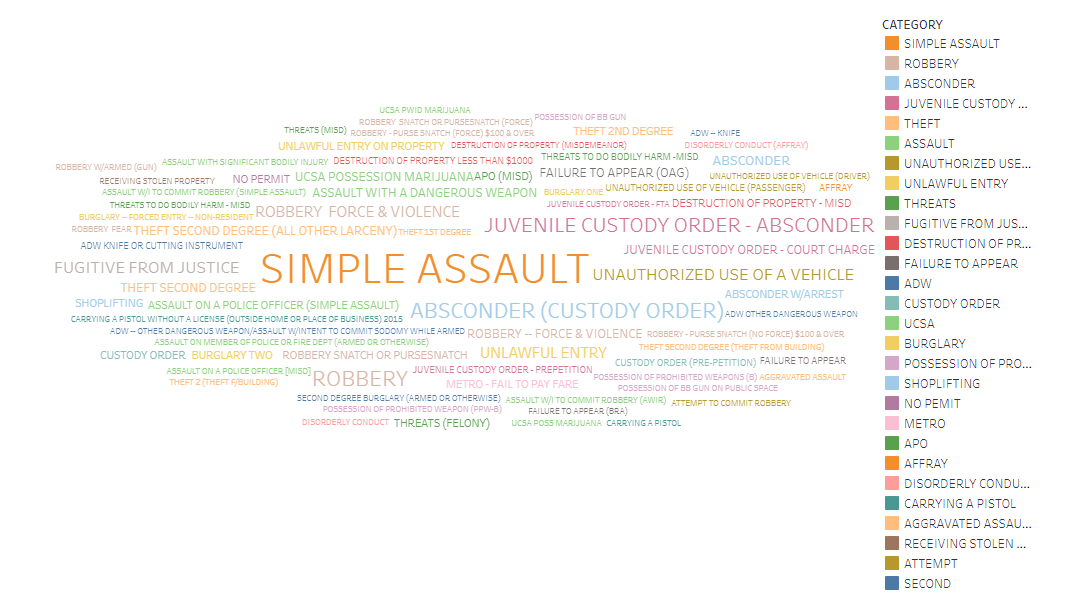 UCSA PWID MARIJUANA
ROBBERY SNATCH OR PURSESNATCH (FORCE)
POSSESSION OF BB GUN
THREATS (MISD)
ROBBERY - PURSE SNATCH (FORCE) $100 & OVER
THEFT 2ND DEGREE
ADW -- KNIFE
UNLAWFUL ENTRY ON PROPERTY
DESTRUCTION OF PROPERTY (MISDEMEANOR)
DISORDERLY CONDUCT (AFFRAY)
ROBBERY W/ARMED (GUN)
ASSAULT WITH SIGNIFICANT BODILY INJURY
DESTRUCTION OF PROPERTY LESS THAN $1000
THREATS TO DO BODILY HARM -MISD
ABSCONDER
RECEIVING STOLEN PROPERTY
NO PERMIT
UCSA POSSESSION MARIJUANA
APO (MISD)
FAILURE TO APPEAR (OAG)
UNAUTHORIZED USE OF VEHICLE (DRIVER)
ASSAULT W/I TO COMMIT ROBBERY (SIMPLE ASSAULT)
ASSAULT WITH A DANGEROUS WEAPON
BURGLARY ONE
UNAUTHORIZED USE OF VEHICLE (PASSENGER)
AFFRAY
THREATS TO DO BODILY HARM - MISD
JUVENILE CUSTODY ORDER - FTA
DESTRUCTION OF PROPERTY - MISD
BURGLARY -- FORCED ENTRY -- NON-RESIDENT
ROBBERY FORCE & VIOLENCE
JUVENILE CUSTODY ORDER - ABSCONDER
ROBBERY FEAR
THEFT SECOND DEGREE (ALL OTHER LARCENY)
THEFT 1ST DEGREE
ADW KNIFE OR CUTTING INSTRUMENT
JUVENILE CUSTODY ORDER - COURT CHARGE
FUGITIVE FROM JUSTICE
SIMPLE ASSAULT
UNAUTHORIZED USE OF A VEHICLE
THEFT SECOND DEGREE
ABSCONDER W/ARREST
SHOPLIFTING
ASSAULT ON A POLICE OFFICER (SIMPLE ASSAULT)
ABSCONDER (CUSTODY ORDER)
ADW OTHER DANGEROUS WEAPON
CARRYING A PISTOL WITHOUT A LICENSE (OUTSIDE HOME OR PLACE OF BUSINESS) 2015
ADW -- OTHER DANGEROUS WEAPON/ASSAULT W/INTENT TO COMMIT SODOMY WHILE ARMED
ROBBERY -- FORCE & VIOLENCE
ROBBERY - PURSE SNATCH (NO FORCE) $100 & OVER
ASSAULT ON MEMBER OF POLICE OR FIRE DEPT (ARMED OR OTHERWISE)
THEFT SECOND DEGREE (THEFT FROM BUILDING)
CUSTODY ORDER
BURGLARY TWO
ROBBERY SNATCH OR PURSESNATCH
UNLAWFUL ENTRY
CUSTODY ORDER (PRE-PETITION)
FAILURE TO APPEAR
ASSAULT ON A POLICE OFFICER [MISD]
ROBBERY
JUVENILE CUSTODY ORDER - PREPETITION
THEFT 2 (THEFT F/BUILDING)
METRO - FAIL TO PAY FARE
POSSESSION OF PROHIBITED WEAPONS (B)
AGGRAVATED ASSAULT
POSSESSION OF BB GUN ON PUBLIC SPACE
SECOND DEGREE BURGLARY (ARMED OR OTHERWISE)
ASSAULT W/I TO COMMIT ROBBERY (AWIR)
ATTEMPT TO COMMIT ROBBERY
POSSESSION OF PROHIBITED WEAPON (PPW-B)
FAILURE TO APPEAR (BRA)
DISORDERLY CONDUCT
THREATS (FELONY)
UCSA POSS MARIJUANA
CARRYING A PISTOL
CATEGORY
SIMPLE ASSAULT
ROBBERY
ABSCONDER
JUVENILE CUSTODY ...
THEFT
ASSAULT
UNAUTHORIZED USE...
UNLAWFUL ENTRY
THREATS
FUGITIVE FROM JUS...
DESTRUCTION OF PR...
FAILURE TO APPEAR
ADW
CUSTODY ORDER
UCSA
BURGLARY
POSSESSION OF PRO...
SHOPLIFTING
NO PEMIT
METRO
APO
AFFRAY
DISORDERLY CONDU...
CARRYING A PISTOL
AGGRAVATED ASSAU...
RECEIVING STOLEN ...
ATTEMPT
SECOND